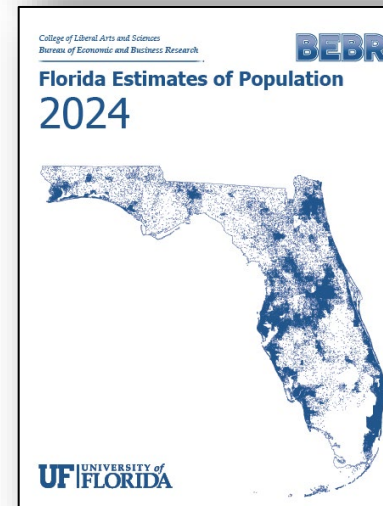 College of Liberal Arts and Sciences
Bureau of Economic and Business Research
BEBR
Florida Estimates of Population
2024
UF UNIVERSITY of
FLORIDA